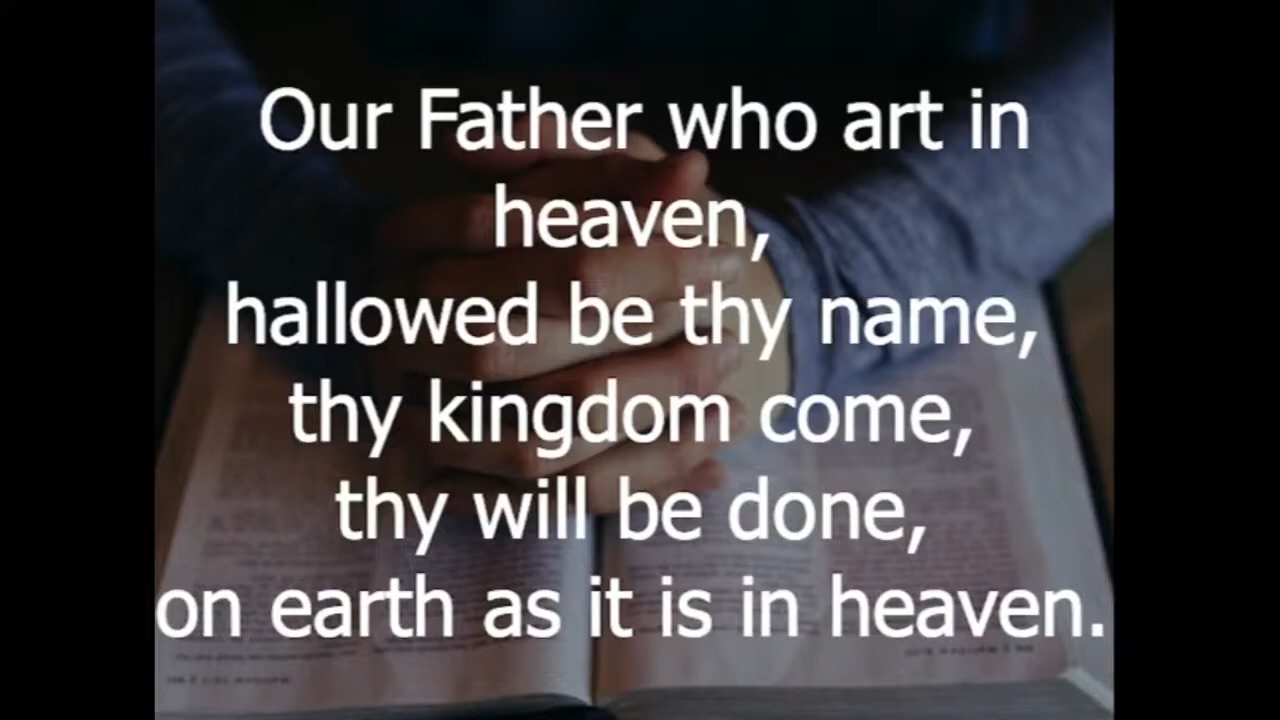 Our Father who art in
heaven,
hallowed be thy name,
thy kingdom come,
thy will be done,
on earth as it is in heaven.